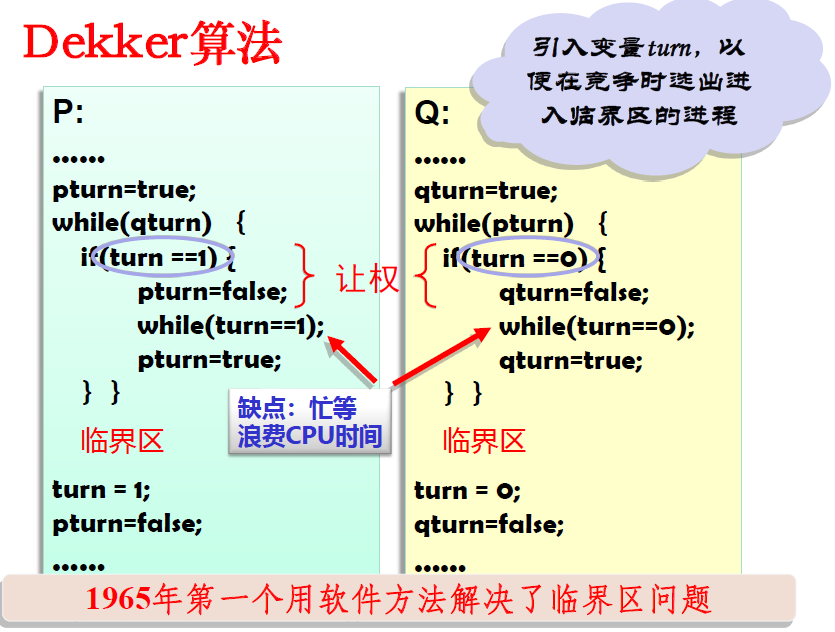 Dekker算法
引入变量turn，以
便在竞争时选出进
入临界区的进程
P:
......
pturn=true;
while(qturn) {
if(turn ==1) {
pturn=false;
while(turn==1);
pturn=true;
} }
临界区
turn = 1;
pturn=false;
......
让权
缺点：忙等
浪费CPU时间
Q:
......
qturn=true;
while(pturn) {
if(turn ==0) {
qturn=false;
while(turn==0);
qturn=true;
} }
临界区
turn = 0;
qturn=false;
......
1965年第一个用软件方法解决了临界区问题